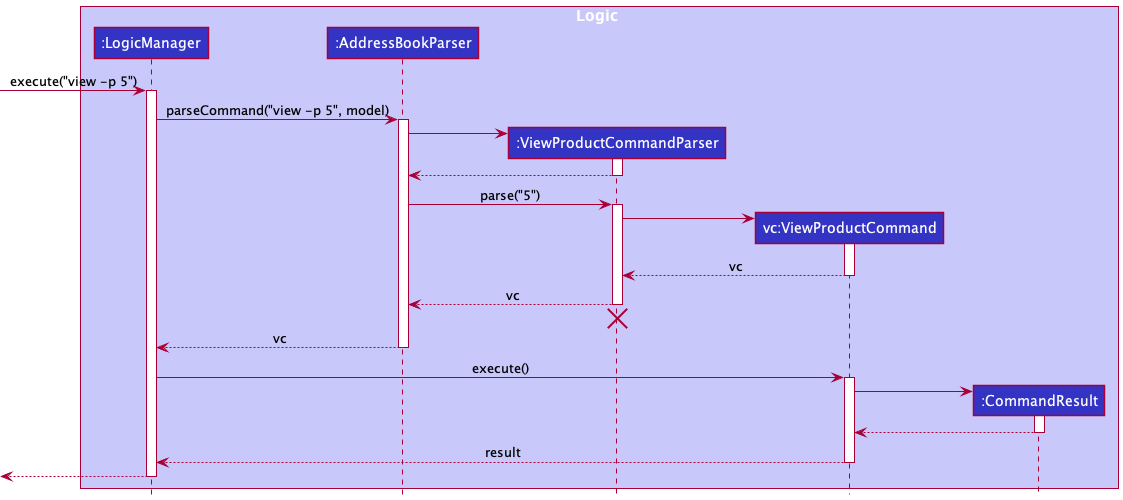 Logic
:LogicManager
:AddressBookParser
execute("view -p 5")
parseCommand("view -p 5", model)
:ViewProductCommandParser
parse("5")
vc:ViewProductCommand
vc
vc
vc
execute()
:CommandResult
result